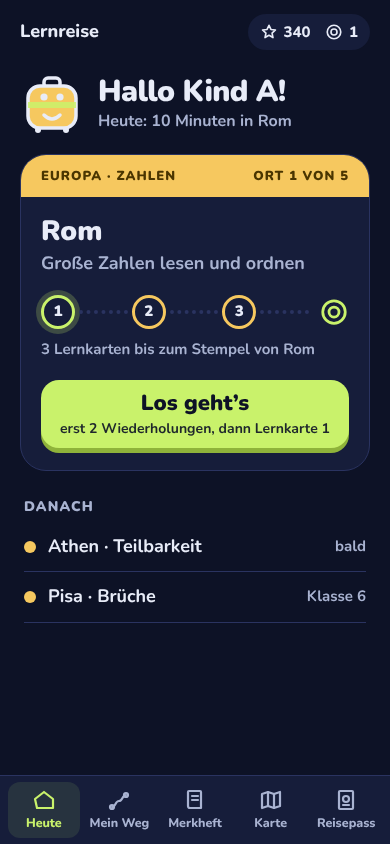 Lernreise
340 1
Hallo Kind A!
Heute: 10 Minuten in Rom
EUROPA · ZAHLEN ORT 1 VON 5
Rom
Große Zahlen lesen und ordnen
1 2 3
3 Lernkarten bis zum Stempel von Rom
Los geht’s
erst 2 Wiederholungen, dann Lernkarte 1
DANACH
Athen · Teilbarkeit bald
Pisa · Brüche Klasse 6
Heute Mein Weg Merkheft Karte Reisepass